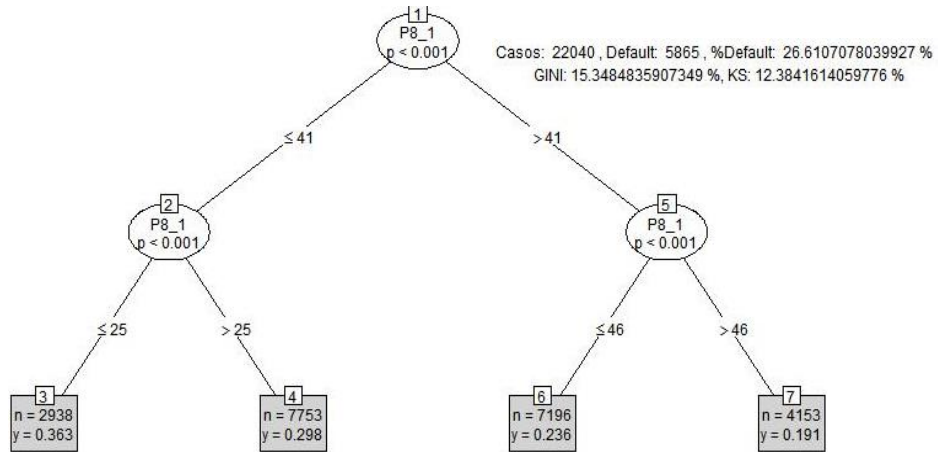 1
P8_1
p < 0.001
Casos: 22040 , Default: 5865 , %Default: 26.6107078039927 %
GINI: 15.3484835907349 %, KS: 12.3841614059776 %
≤ 41
> 41
2
P8_1
p < 0.001
5
P8_1
p < 0.001
≤ 25
> 25
≤ 46
> 46
3
n = 2938
y = 0.363
4
n = 7753
y = 0.298
6
n = 7196
y = 0.236
7
n = 4153
y = 0.191